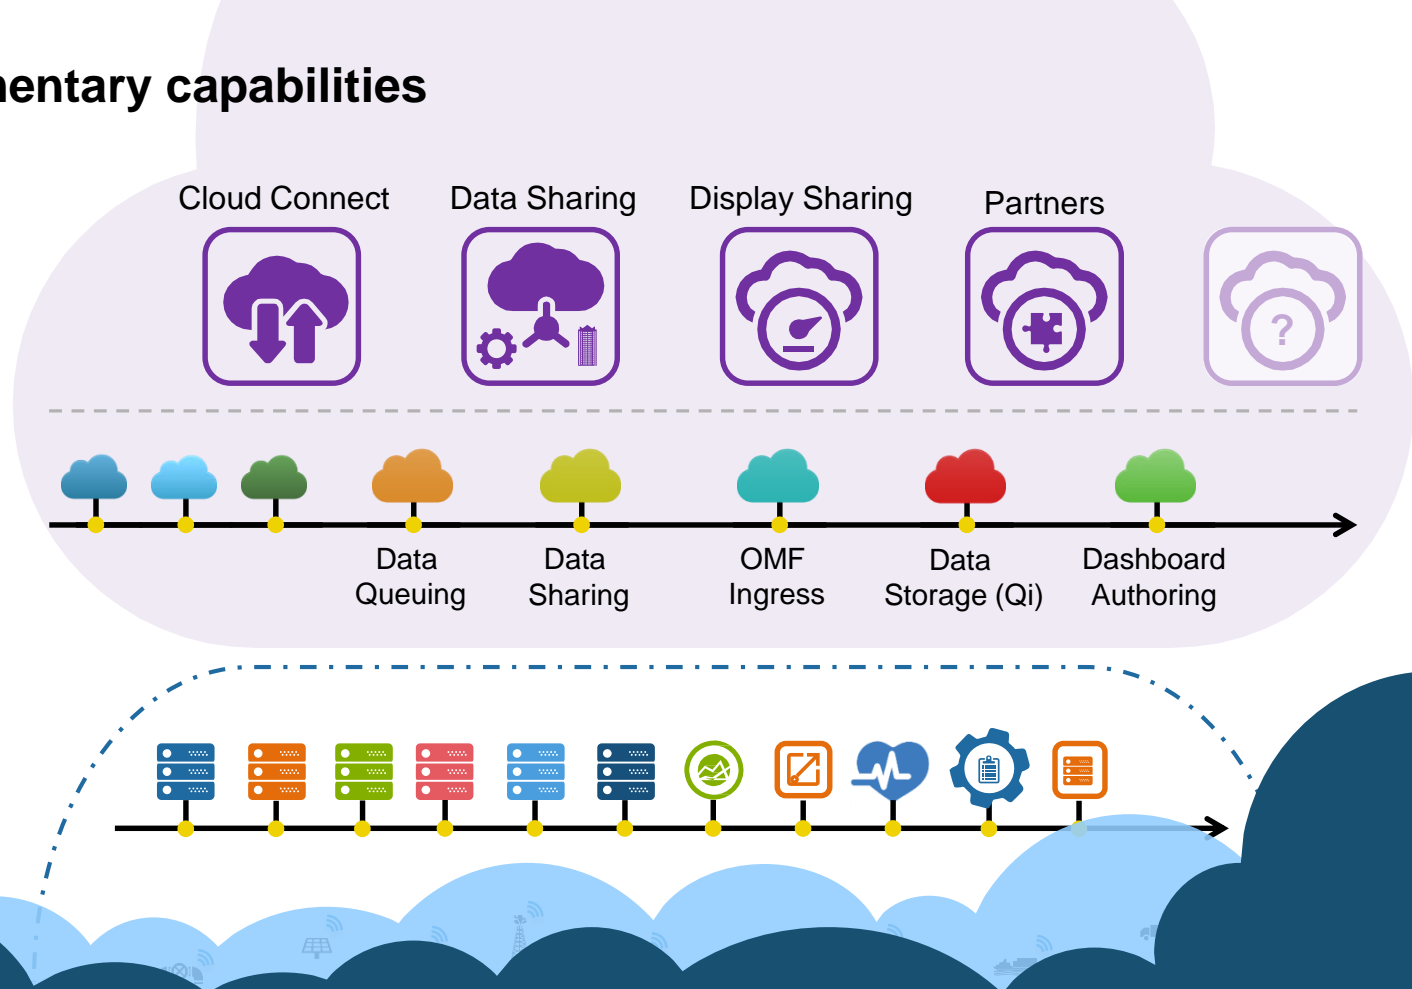 mentary capabilities
Cloud Connect
Data Sharing
Display Sharing
Partners
?
Data
Queuing
Data
Sharing
OMF
Ingress
Data
Storage (Qi)
Dashboard
Authoring